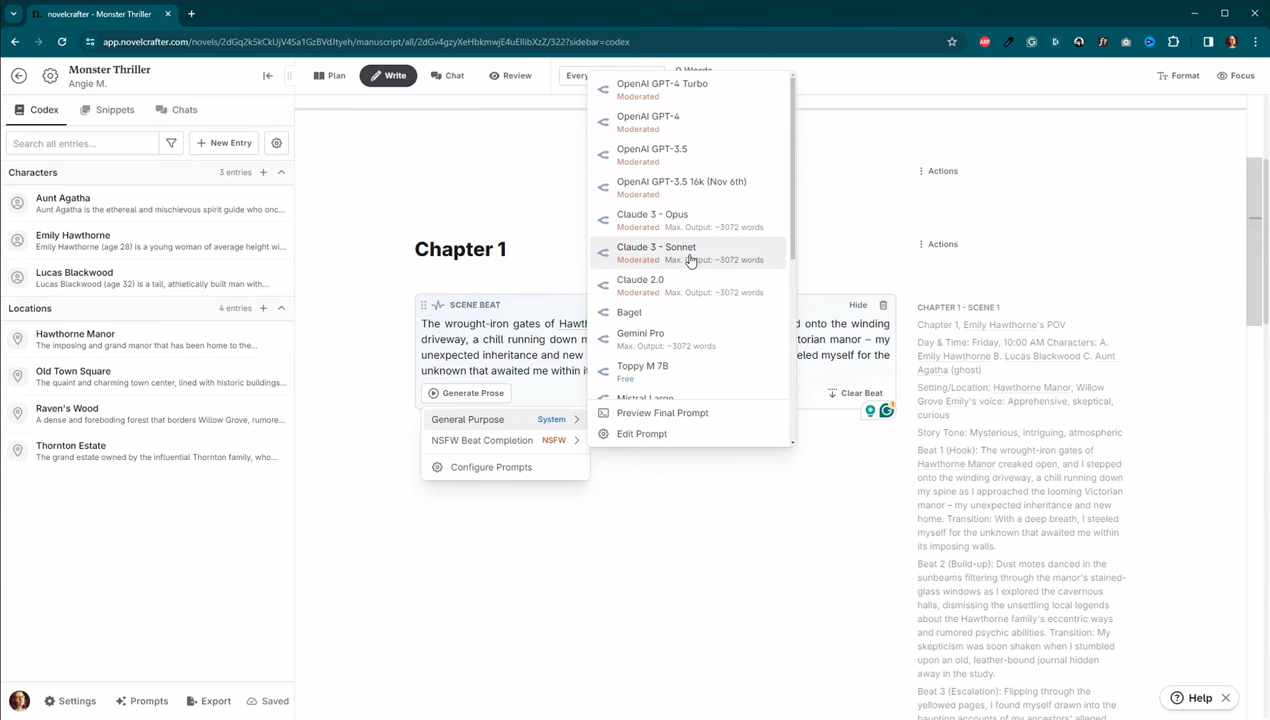 novelcrafter - Monster Thriller
app.novelcrafter.com/novels/2dGq2k5kCkUjV4Sa1GzBVdJtyeh/manuscript/all/2dGv4gzyXeHbkmwjE4uEIlibXzZ/322?sidebar=codex
Monster Thriller
Angie M.
Plan
Write
Chat
Review
Every
0 Words
Format
Focus
Codex
Snippets
Chats
Search all entries...
New Entry
Characters
3 entries
Aunt Agatha
Aunt Agatha is the ethereal and mischievous spirit guide who...
Emily Hawthorne
Emily Hawthorne (age 28) is a young woman of average height wi...
Lucas Blackwood
Lucas Blackwood (age 32) is a tall, athletically built man with...
Locations
4 entries
Hawthorne Manor
The imposing and grand manor that has been home to the...
Old Town Square
The quaint and charming town center, lined with historic buildings...
Raven's Wood
A dense and foreboding forest that borders Willow Grove, rumore...
Thornton Estate
The grand estate owned by the influential Thornton family, who...
Settings
Prompts
Export
Saved
Actions
Chapter 1
Actions
SCENE BEAT
Hide
The wrought-iron gates of Hawth
d onto the winding
driveway, a chill running down my
torian manor – my
unexpected inheritance and new
eled myself for the
unknown that awaited me within it
Generate Prose
Clear Beat
General Purpose
System
NSFW Beat Completion
NSFW
Configure Prompts
OpenAI GPT-4 Turbo
Moderated
OpenAI GPT-4
Moderated
OpenAI GPT-3.5
Moderated
OpenAI GPT-3.5 16k (Nov 6th)
Moderated
Claude 3 - Opus
Moderated Max. Output: ~3072 words
Claude 3 - Sonnet
Moderated Max. Output: ~3072 words
Claude 2.0
Moderated Max. Output: ~3072 words
Bagel
Gemini Pro
Max. Output: ~3072 words
Toppy M 7B
Free
Mistral Large
Preview Final Prompt
Edit Prompt
CHAPTER 1 - SCENE 1
Chapter 1, Emily Hawthorne's POV
Day & Time: Friday, 10:00 AM Characters: A.
Emily Hawthorne B. Lucas Blackwood C. Aunt
Agatha (ghost)
Setting/Location: Hawthorne Manor, Willow
Grove Emily's voice: Apprehensive, skeptical,
curious
Story Tone: Mysterious, intriguing, atmospheric
Beat 1 (Hook): The wrought-iron gates of
Hawthorne Manor creaked open, and I stepped
onto the winding driveway, a chill running down
my spine as I approached the looming Victorian
manor – my unexpected inheritance and new
home. Transition: With a deep breath, I steeled
myself for the unknown that awaited me within
its imposing walls.
Beat 2 (Build-up): Dust motes danced in the
sunbeams filtering through the manor's stained-
glass windows as I explored the cavernous
halls, dismissing the unsettling local legends
about the Hawthorne family's eccentric ways
and rumored psychic abilities. Transition: My
skepticism was soon shaken when I stumbled
upon an old, leather-bound journal hidden
away in the study.
Beat 3 (Escalation): Flipping through the
yellowed pages, I found myself drawn into the
haunting accounts of my ancestors' alleged
Help